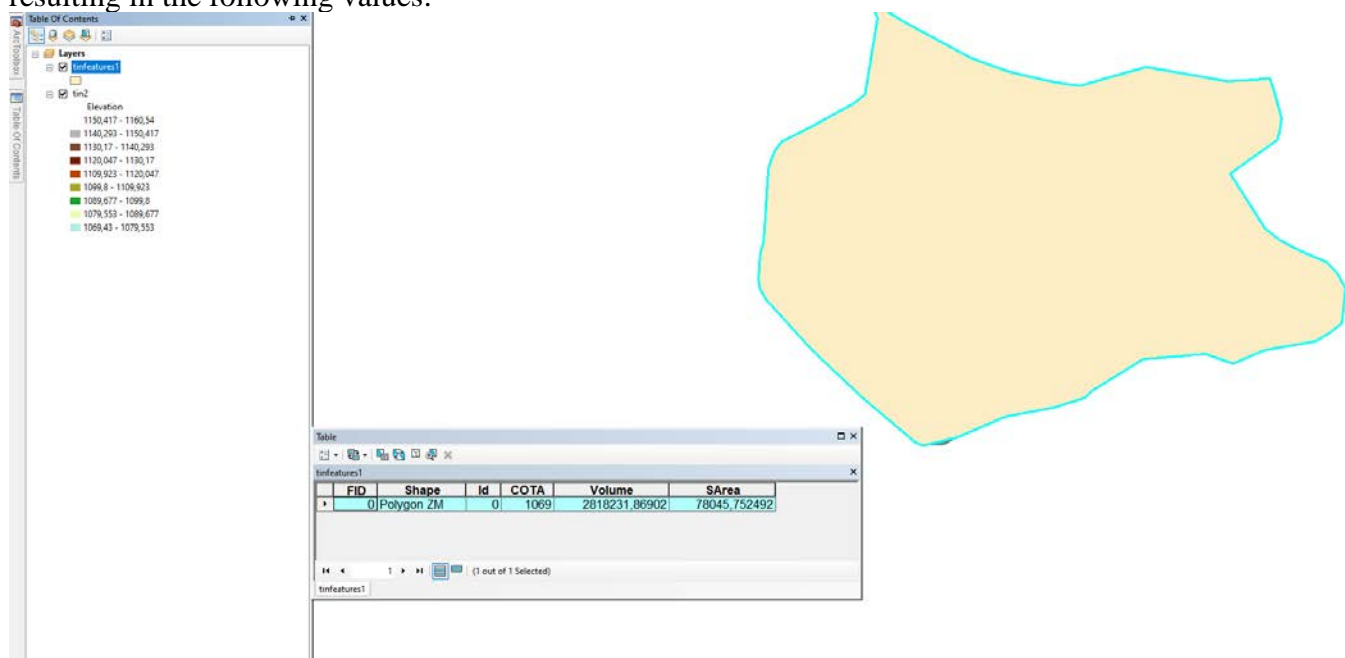 resulting in the following values:
Table Of Contents
ArcToolbox
Table Of Contents
Layers
tinfeatures1
tin2
Elevation
1150,417 - 1160,54
1140,293 - 1150,417
1130,17 - 1140,293
1120,047 - 1130,17
1109,923 - 1120,047
1099,8 - 1109,923
1089,677 - 1099,8
1079,553 - 1089,677
1069,43 - 1079,553
Table
tinfeatures1
FID Shape Id COTA Volume SArea
0 Polygon ZM 0 1069 2818231,86902 78045,752492
1 (1 out of 1 Selected)
tinfeatures1